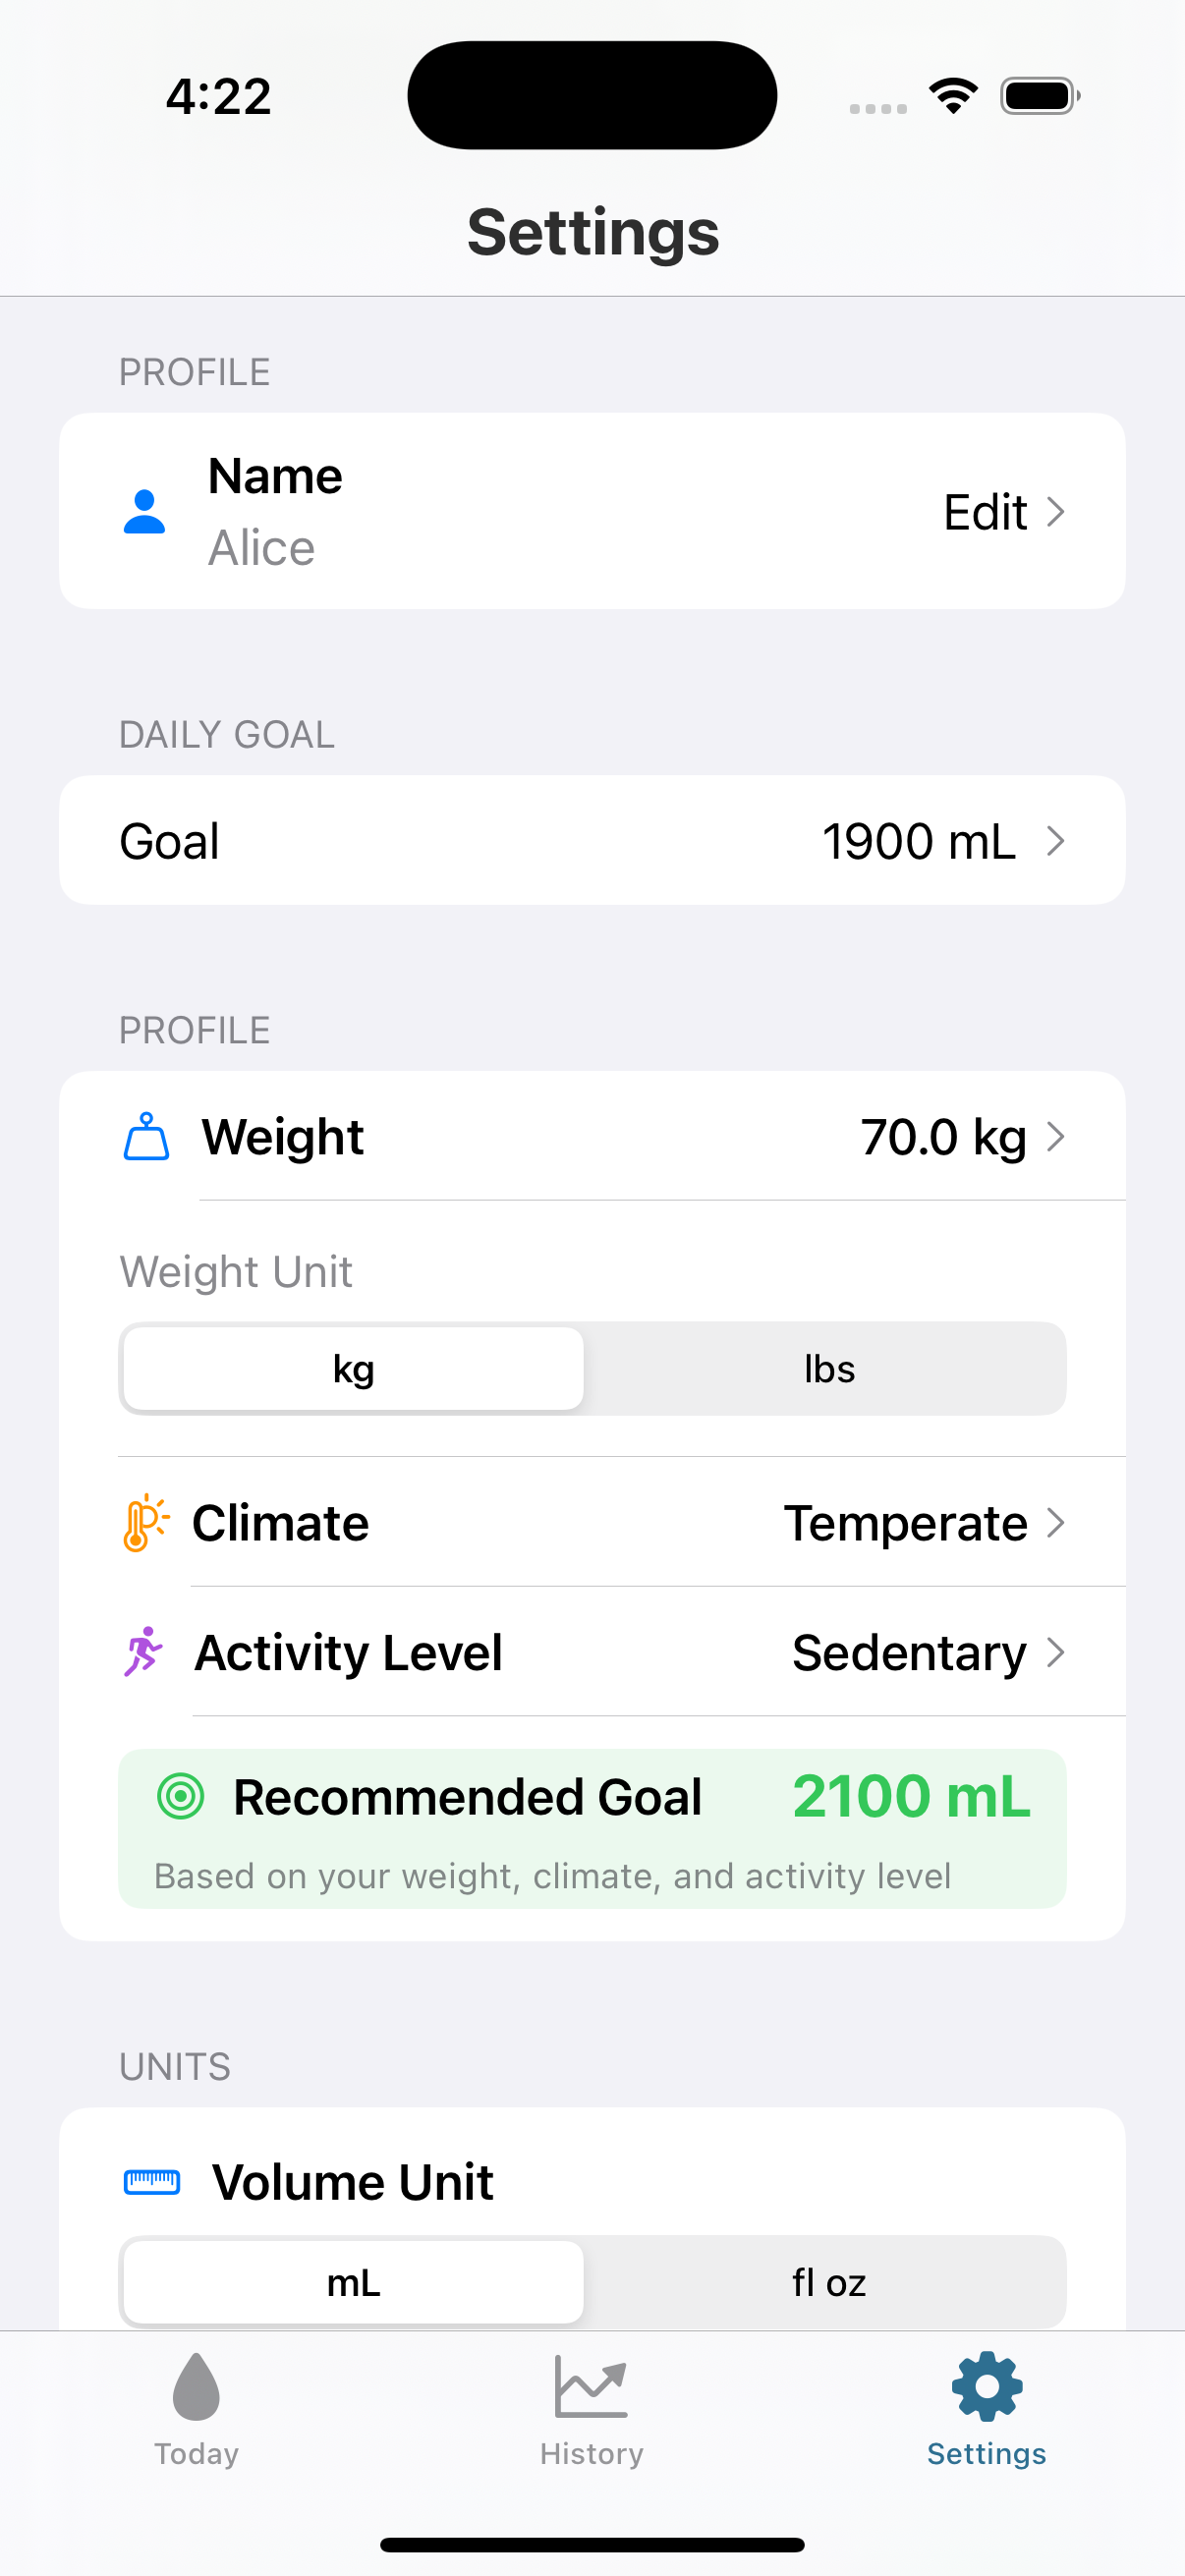 4:22
Settings
PROFILE
Name
Alice
Edit
DAILY GOAL
Goal
1900 mL
PROFILE
Weight
70.0 kg
Weight Unit
kg
lbs
Climate
Temperate
Activity Level
Sedentary
Recommended Goal
2100 mL
Based on your weight, climate, and activity level
UNITS
Volume Unit
mL
fl oz
Today
History
Settings